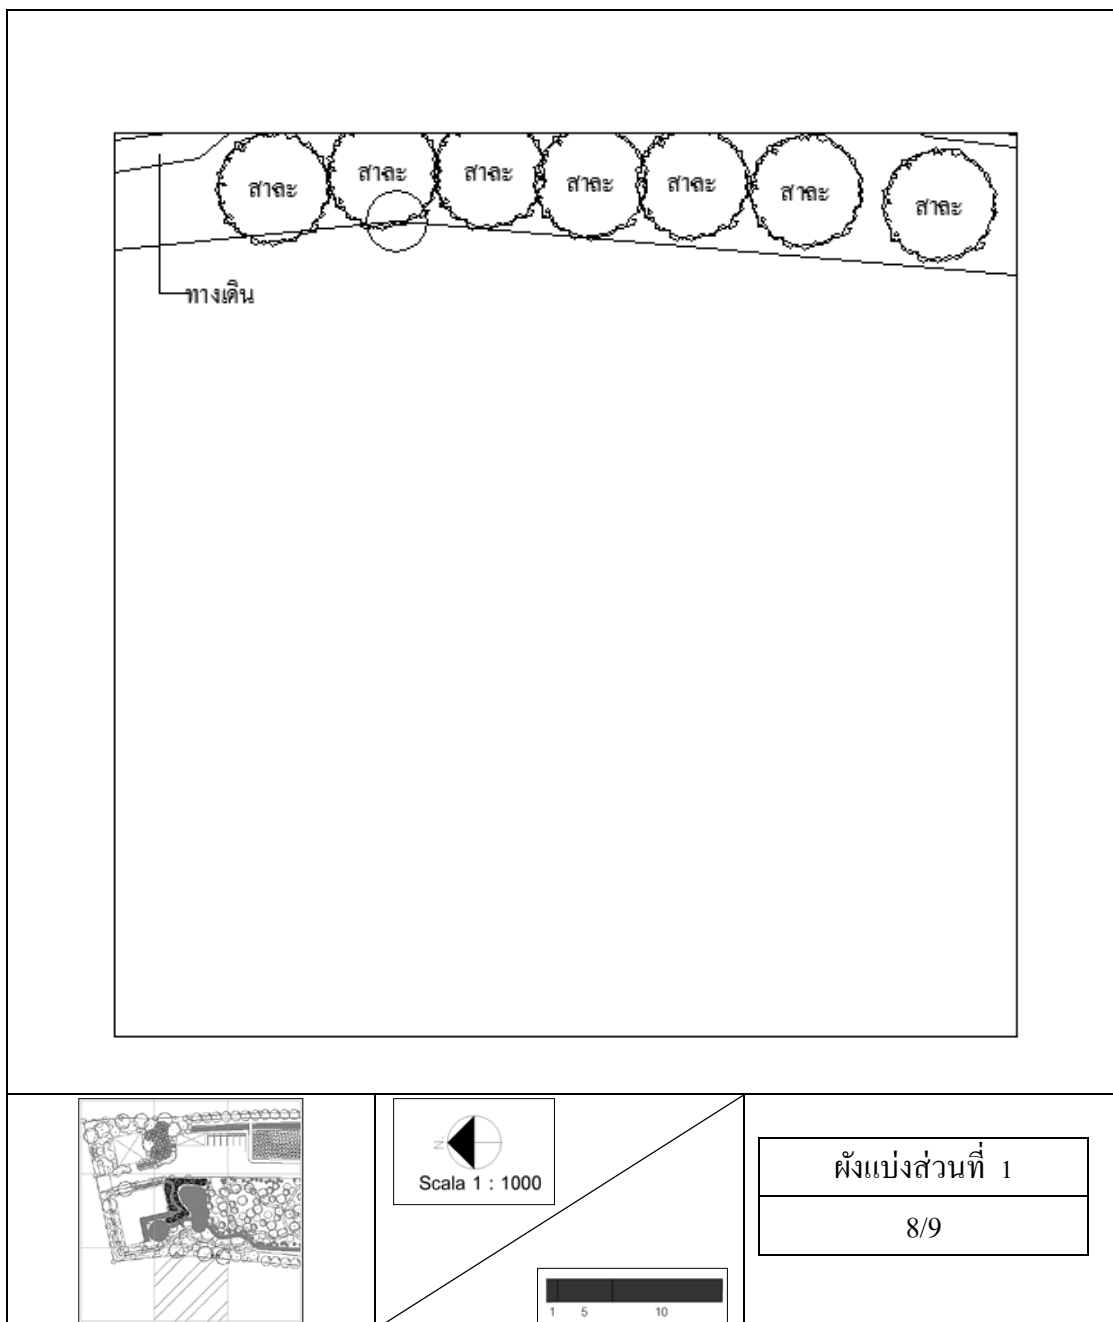 สาละ สาละ สาละ สาละ สาละ สาละ สาละ
ทางเดิน
N.
Scala 1 : 1000
1 5 10
ผังแบ่งส่วนที่ 1
8/9